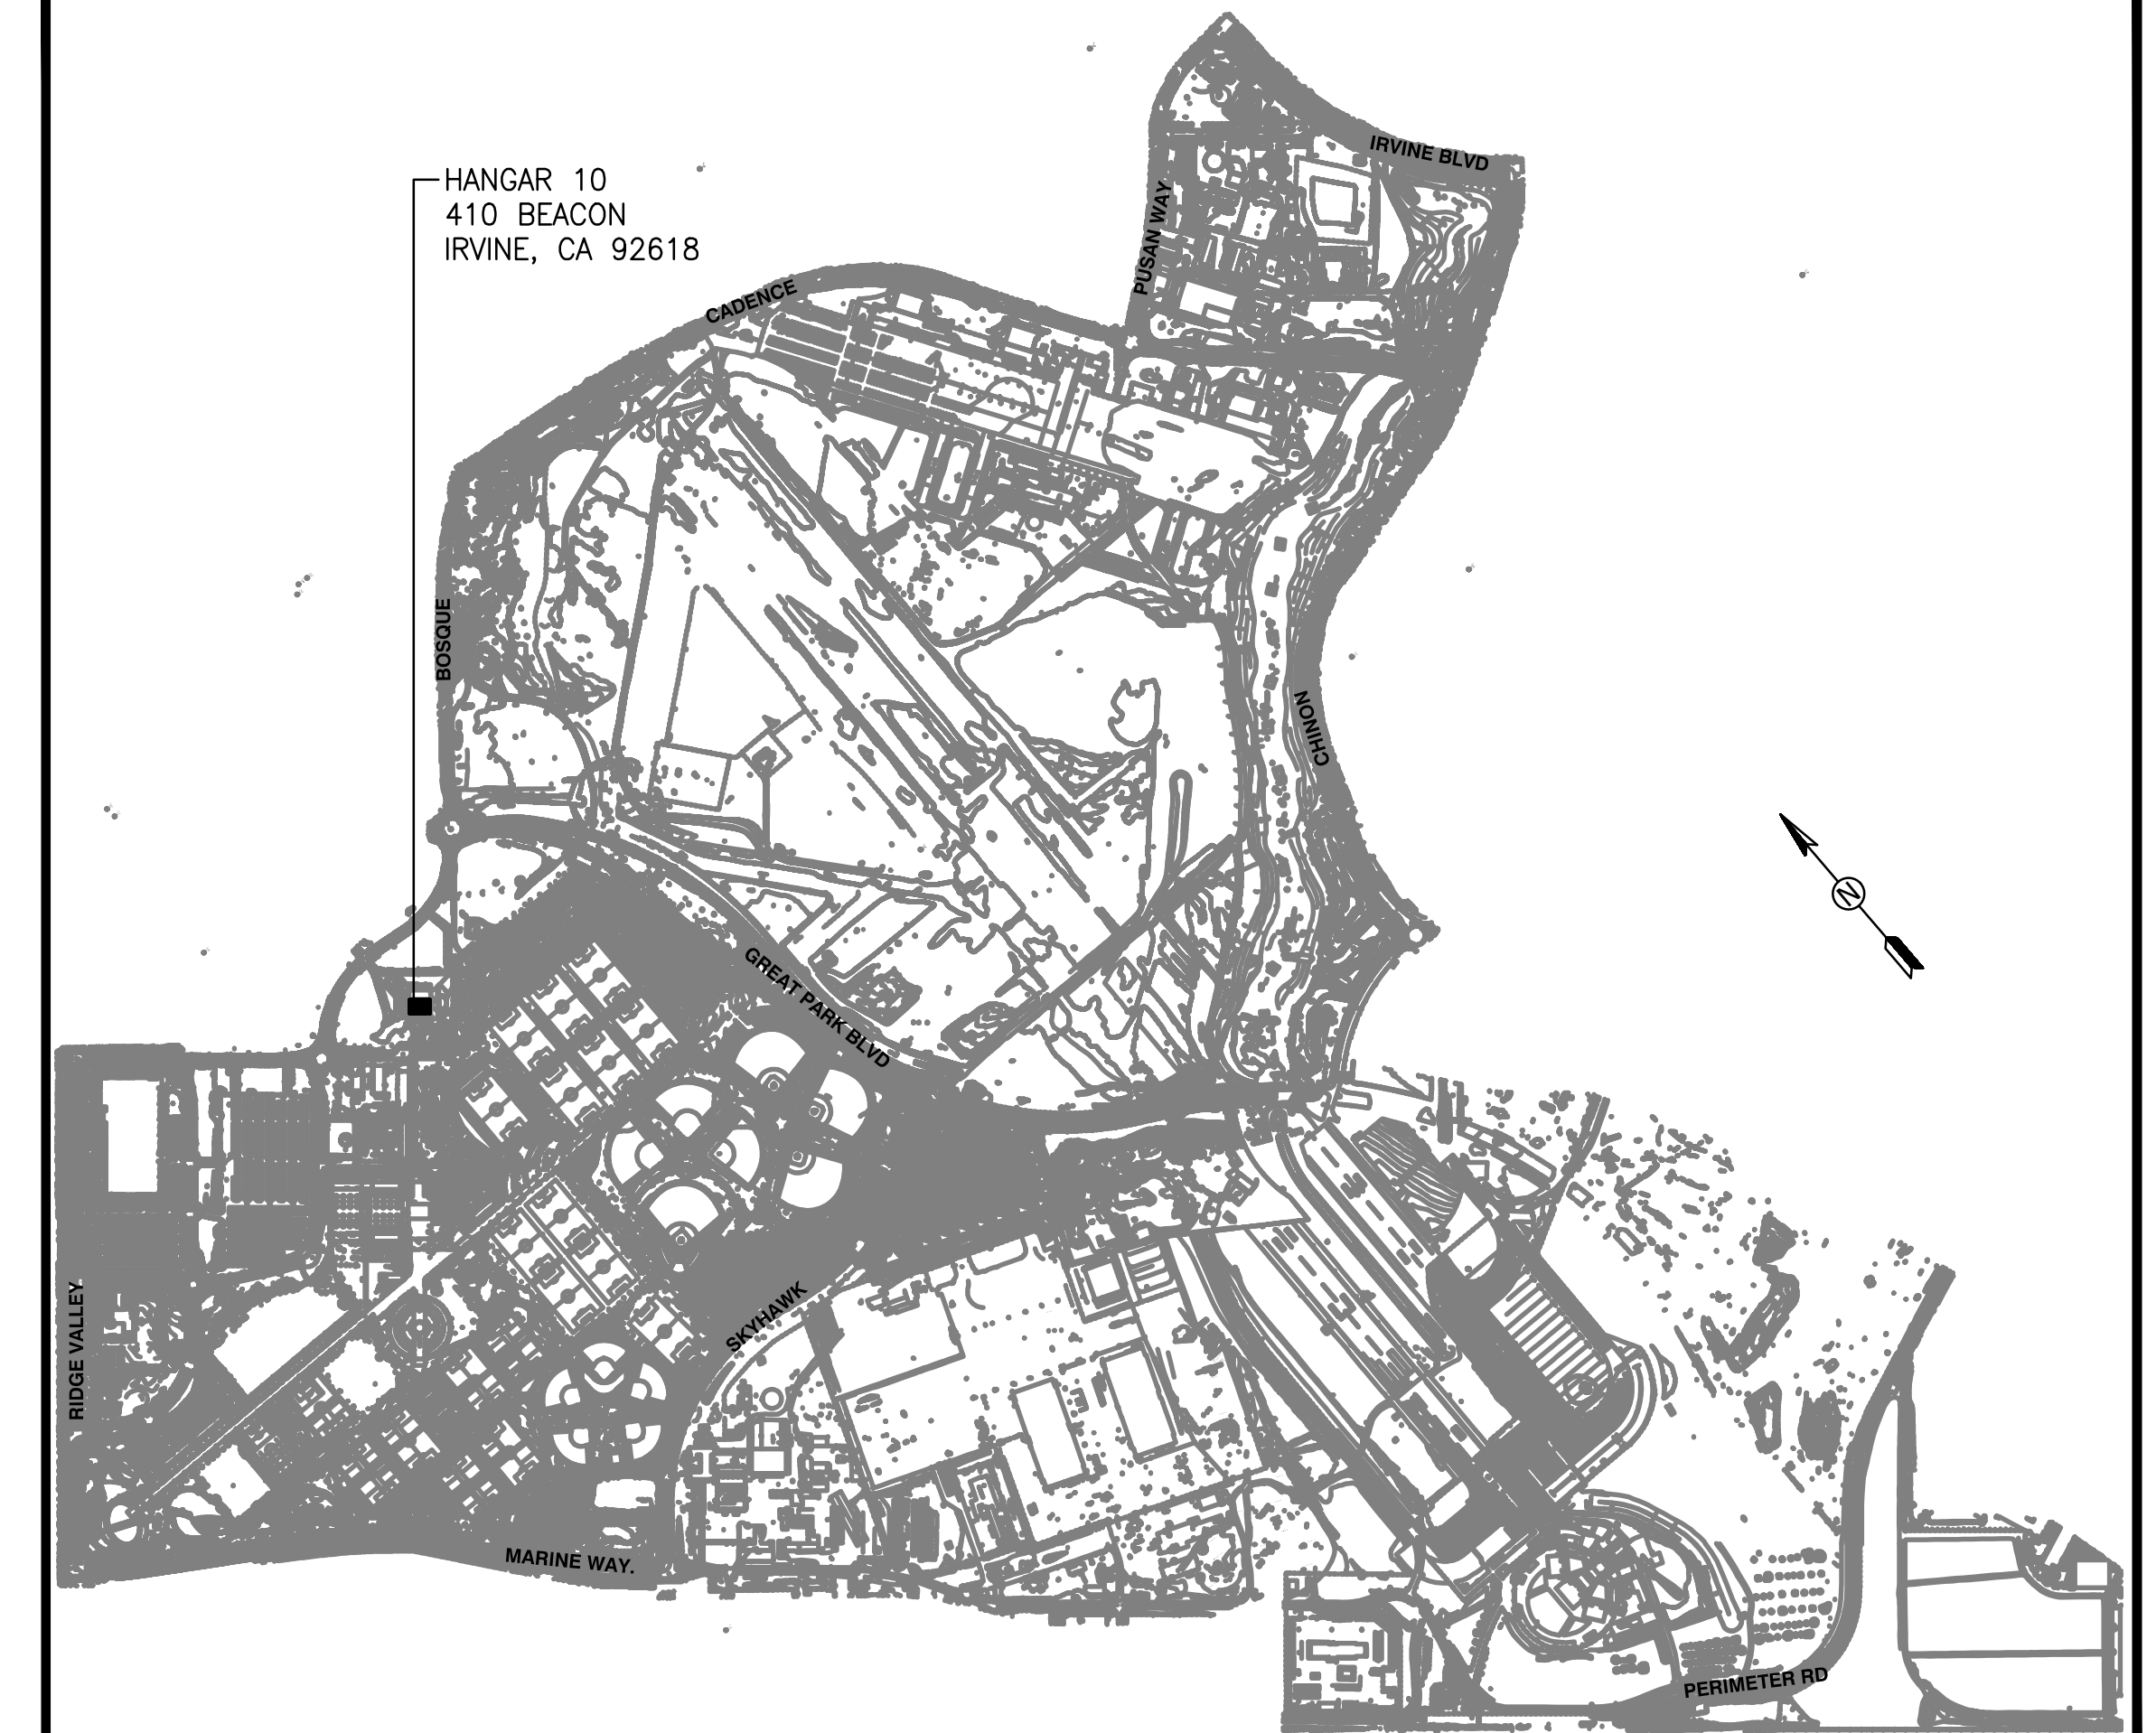 IRVINE BLVD
HANGAR 10
410 BEACON
IRVINE, CA 92618
PUSAN WAY
CADENCE
BOSQUE
CHINON
N
GREAT PARK BLVD
SKYHAWK
RIDGE VALLEY
MARINE WAY.
PERIMETER RD